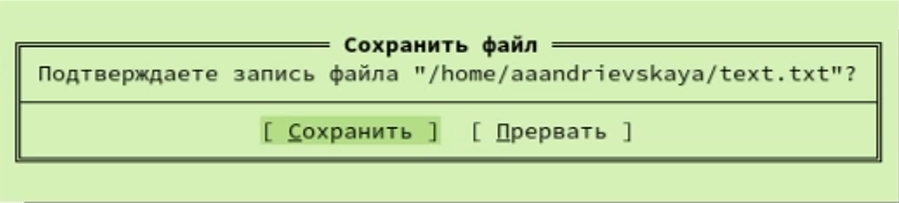 Сохранить файл
Подтверждаете запись файла "/home/aaandrievskaya/text.txt"?
[ Сохранить ] [ Прервать ]